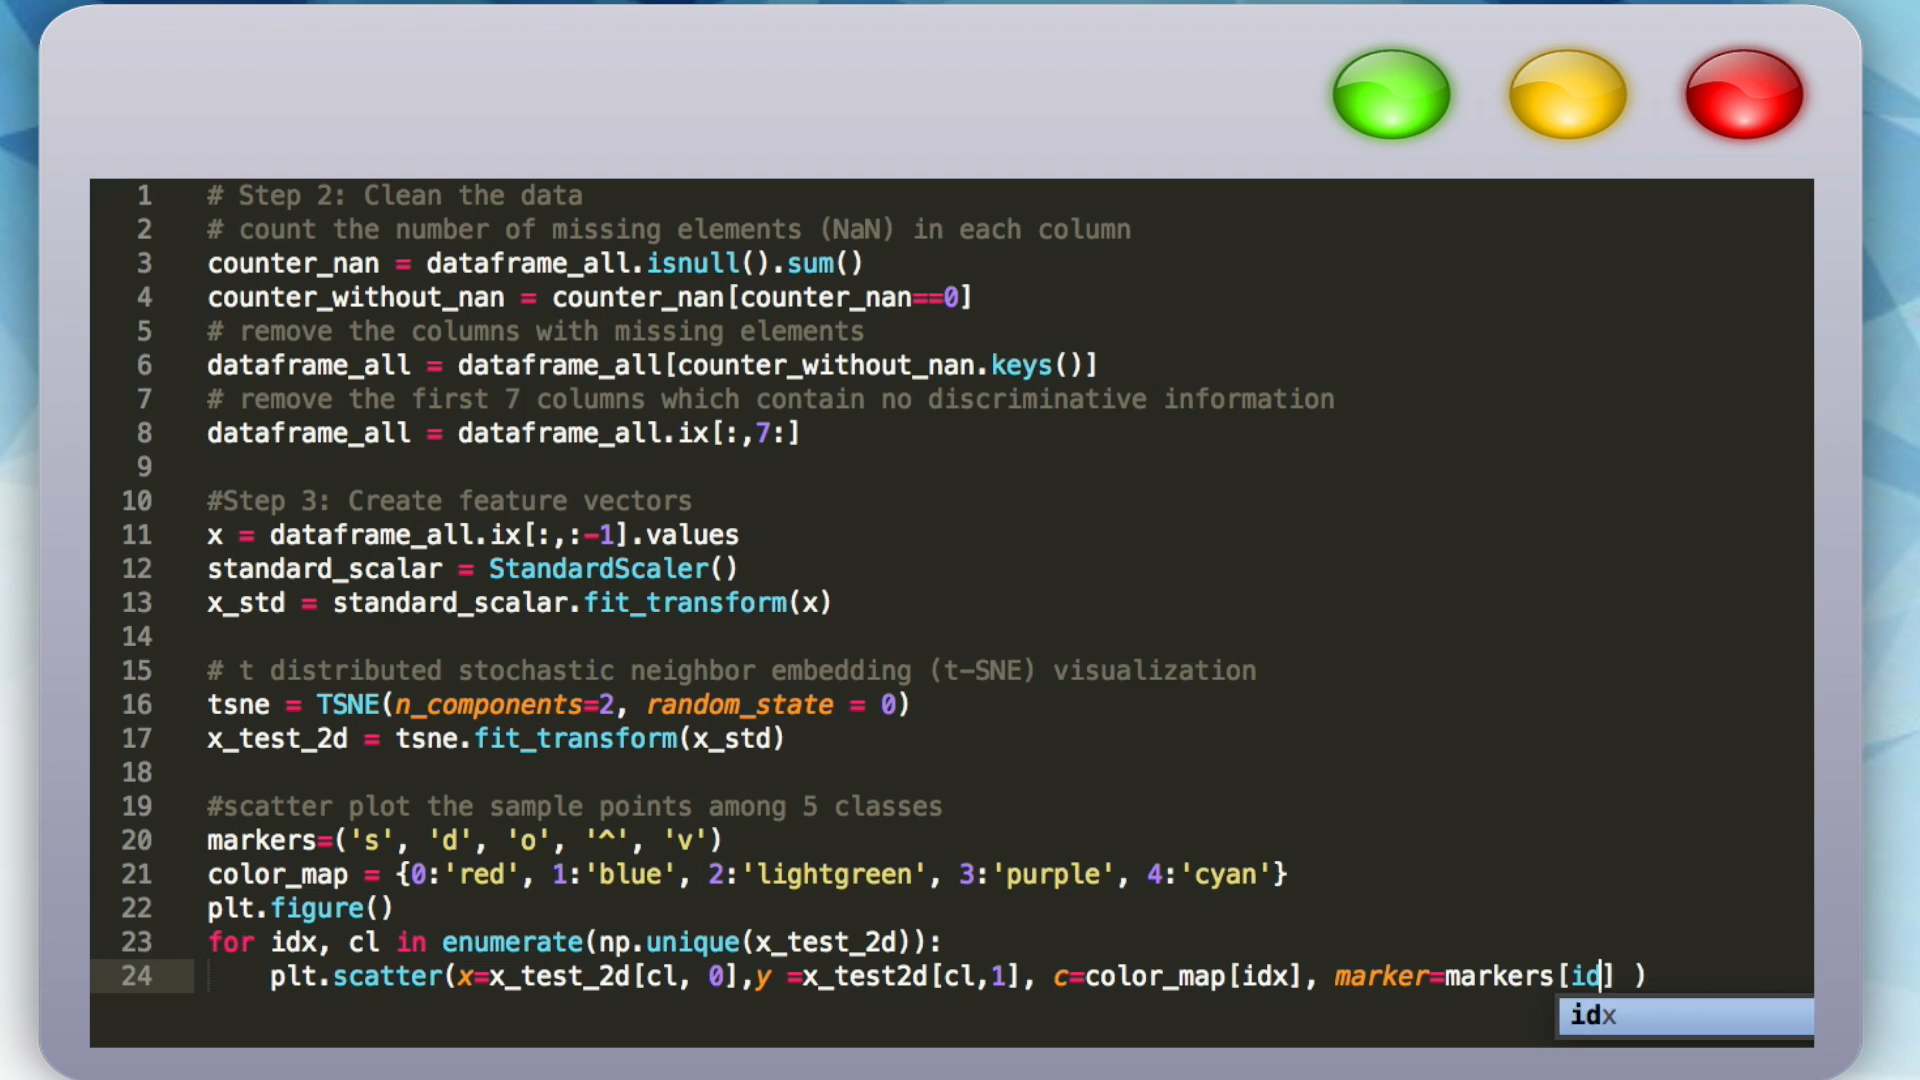 1 # Step 2: Clean the data
2 # count the number of missing elements (NaN) in each column
3 counter_nan = dataframe_all.isnull().sum()
4 counter_without_nan = counter_nan[counter_nan==0]
5 # remove the columns with missing elements
6 dataframe_all = dataframe_all[counter_without_nan.keys()]
7 # remove the first 7 columns which contain no discriminative information
8 dataframe_all = dataframe_all.ix[:,7:]
9
10 #Step 3: Create feature vectors
11 x = dataframe_all.ix[:,:-1].values
12 standard_scalar = StandardScaler()
13 x_std = standard_scalar.fit_transform(x)
14
15 # t distributed stochastic neighbor embedding (t-SNE) visualization
16 tsne = TSNE(n_components=2, random_state = 0)
17 x_test_2d = tsne.fit_transform(x_std)
18
19 #scatter plot the sample points among 5 classes
20 markers=('s', 'd', 'o', '^', 'v')
21 color_map = {0:'red', 1:'blue', 2:'lightgreen', 3:'purple', 4:'cyan'}
22 plt.figure()
23 for idx, cl in enumerate(np.unique(x_test_2d)):
24     plt.scatter(x=x_test_2d[cl, 0],y =x_test2d[cl,1], c=color_map[idx], marker=markers[id] )
idx